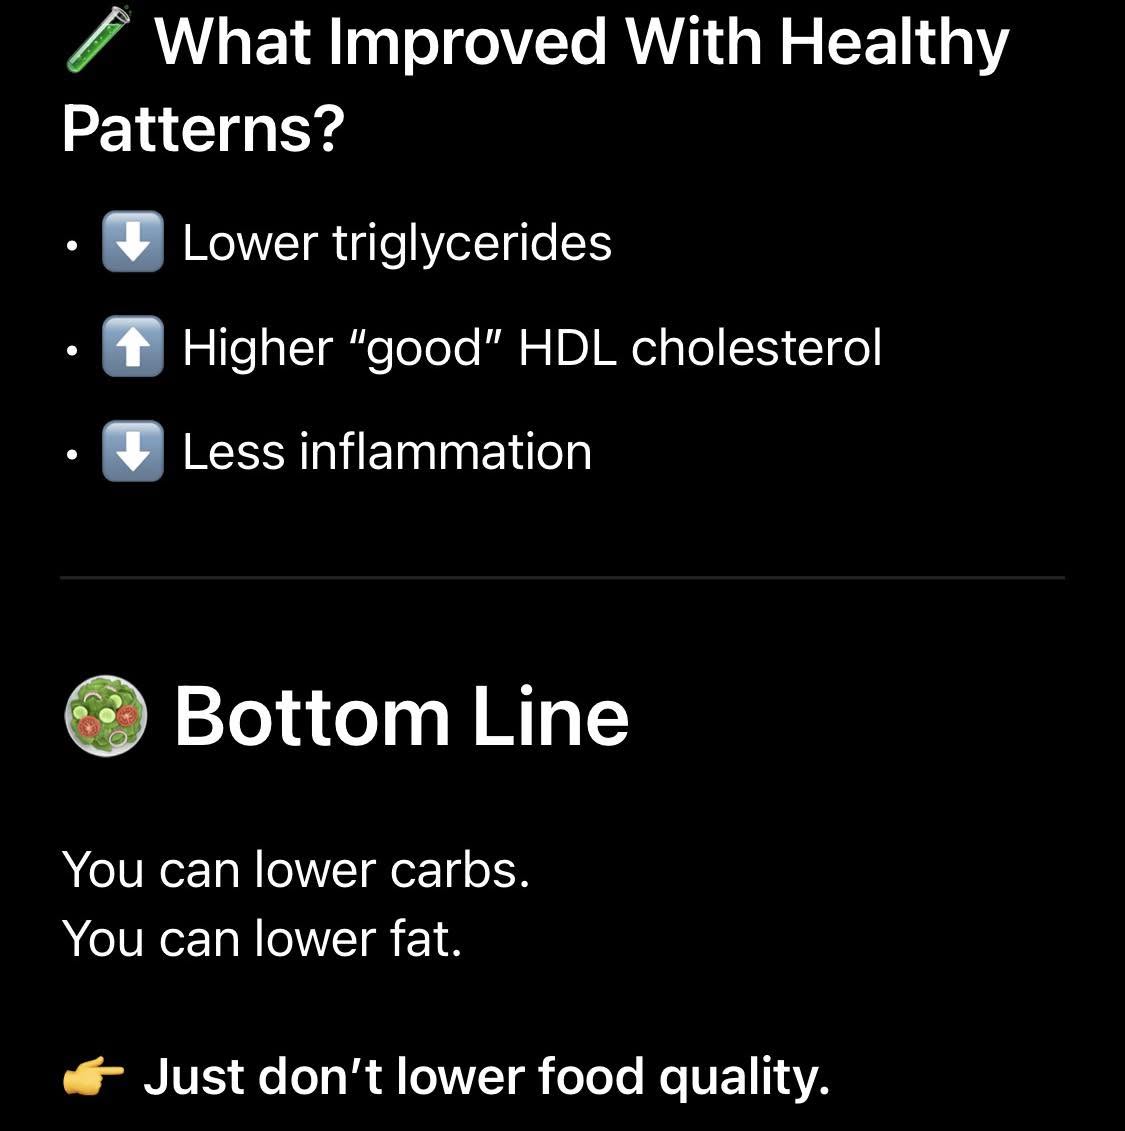 🧪 What Improved With Healthy
Patterns?
• ⬇️ Lower triglycerides
• ⬆️ Higher “good” HDL cholesterol
• ⬇️ Less inflammation
🥗 Bottom Line
You can lower carbs.
You can lower fat.
👉 Just don’t lower food quality.